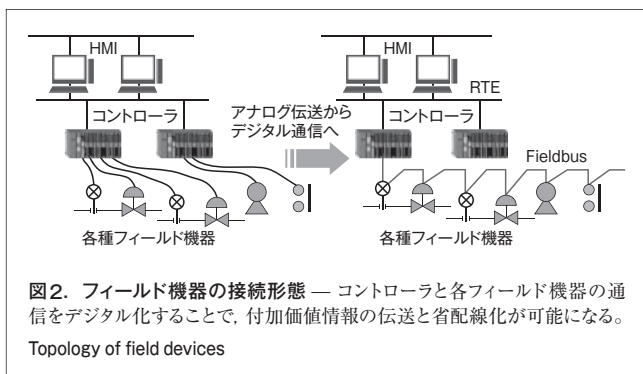 HMI
コントローラ
各種フィールド機器
アナログ伝送から
デジタル通信へ
HMI
RTE
コントローラ
Fieldbus
各種フィールド機器
図2. フィールド機器の接続形態 — コントローラと各フィールド機器の通
信をデジタル化することで, 付加価値情報の伝送と省配線化が可能になる。
Topology of field devices